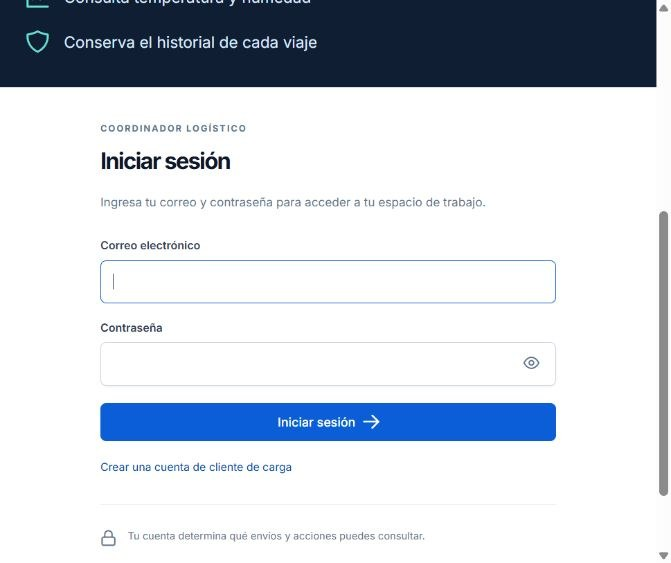 Consulta temperatura y humedad
Conserva el historial de cada viaje
COORDINADOR LOGÍSTICO
Iniciar sesión
Ingresa tu correo y contraseña para acceder a tu espacio de trabajo.
Correo electrónico
Contraseña
Iniciar sesión
Crear una cuenta de cliente de carga
Tu cuenta determina qué envíos y acciones puedes consultar.